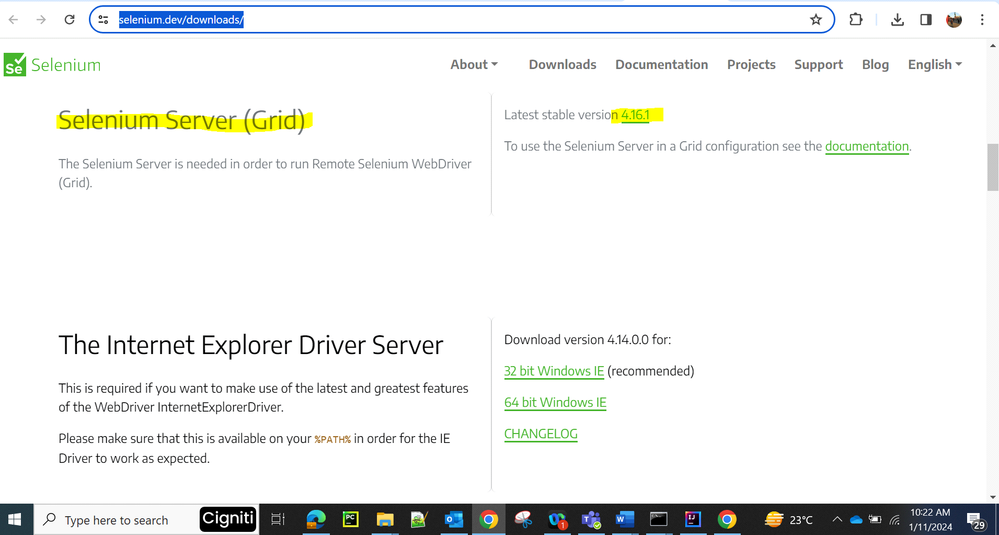 selenium.dev/downloads/
Se Selenium
About Downloads Documentation Projects Support Blog English
Selenium Server (Grid)
The Selenium Server is needed in order to run Remote Selenium WebDriver
(Grid).
Latest stable version 4.16.1
To use the Selenium Server in a Grid configuration see the documentation.
The Internet Explorer Driver Server
This is required if you want to make use of the latest and greatest features
of the WebDriver InternetExplorerDriver.
Please make sure that this is available on your %PATH% in order for the IE
Driver to work as expected.
Download version 4.14.0.0 for:
32 bit Windows IE (recommended)
64 bit Windows IE
CHANGELOG
Type here to search
Cigniti
PC
O
1
T
W
C:\_
IJ
23°C
10:22 AM
1/11/2024
29